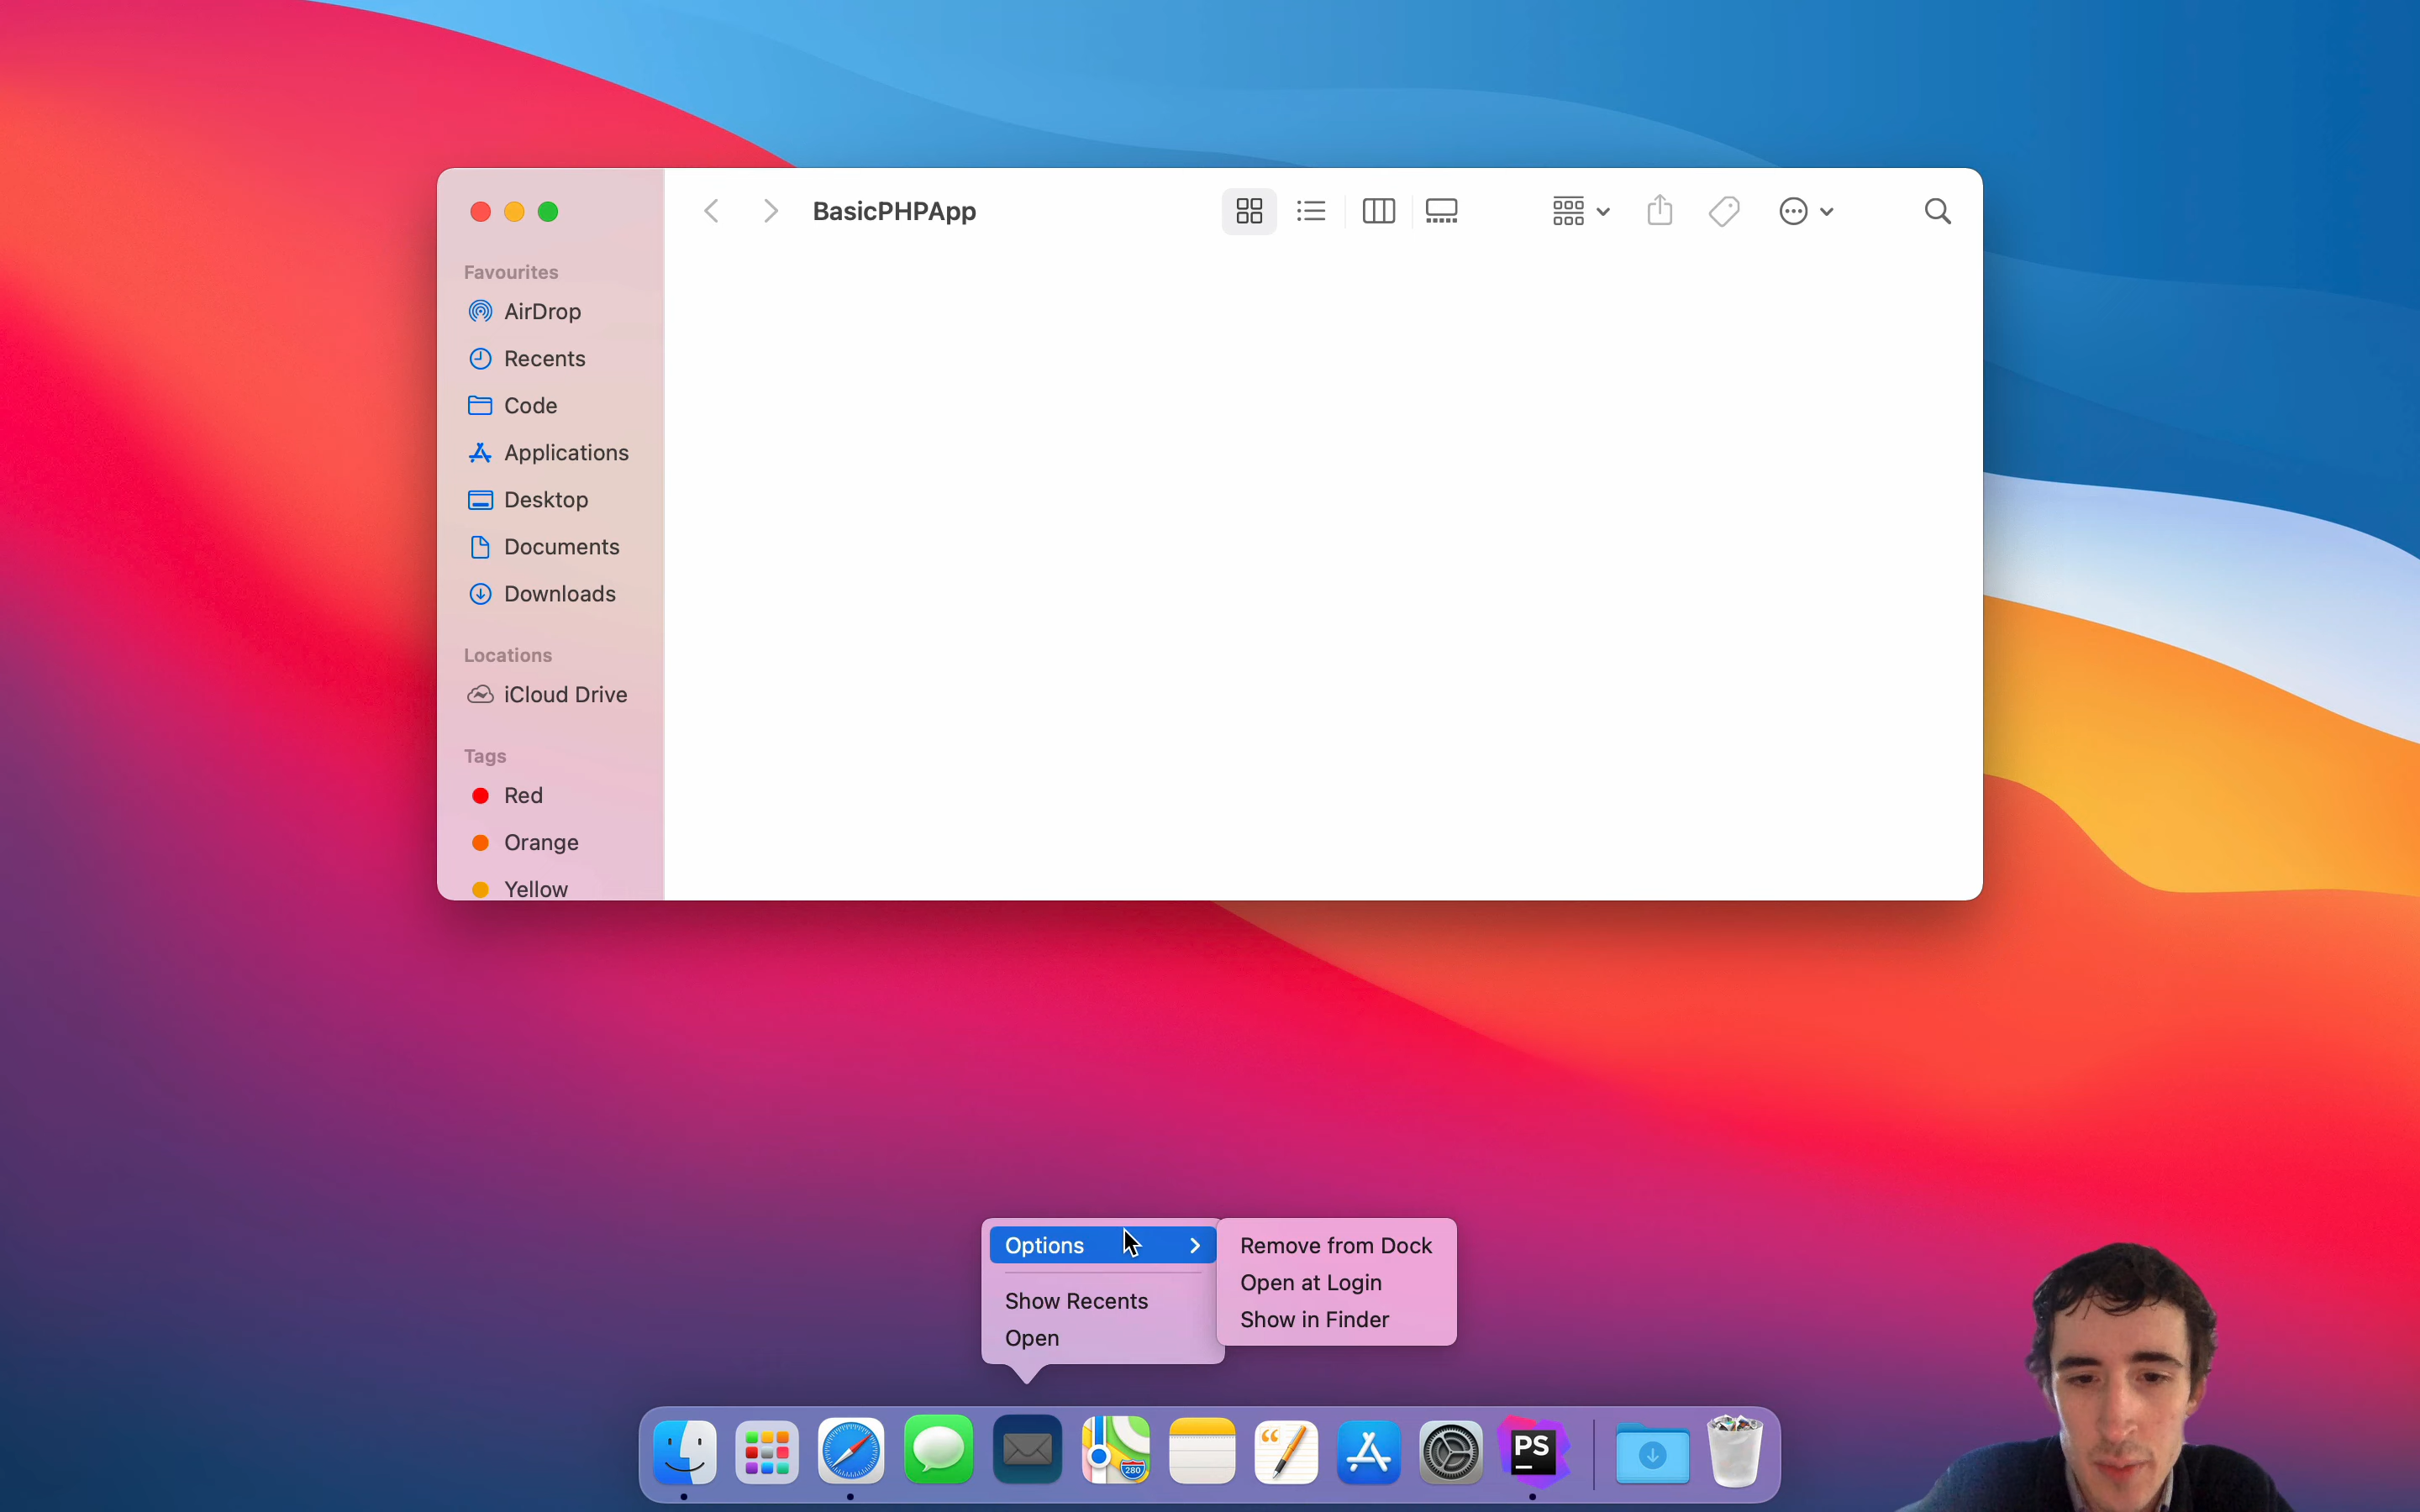 BasicPHPApp
Favourites
AirDrop
Recents
Code
Applications
Desktop
Documents
Downloads
Locations
iCloud Drive
Tags
Red
Orange
Yellow
Options
Show Recents
Open
Remove from Dock
Open at Login
Show in Finder
280
PS